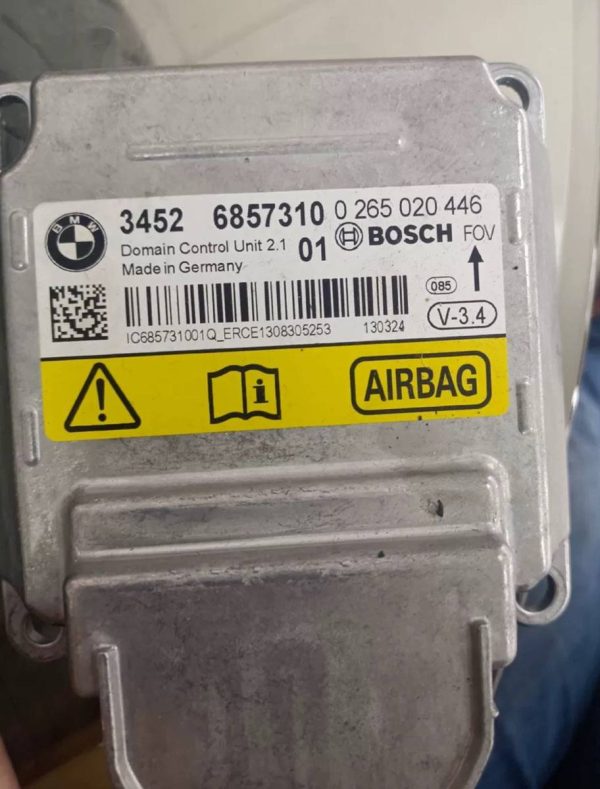 BMW
3452 6857310 0 265 020 446
Domain Control Unit 2.1 01 BOSCH FOV
Made in Germany
085
V-3.4
IC685731001Q_ERCE1308305253 130324
AIRBAG